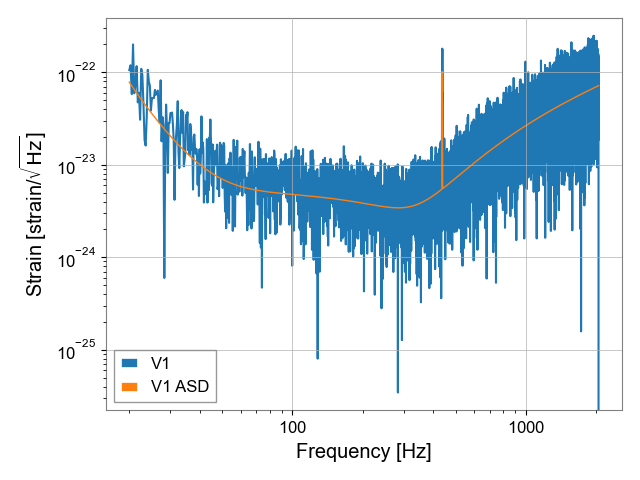 Strain [strain/√Hz]
10⁻²²
10⁻²³
10⁻²⁴
10⁻²⁵
V1
V1 ASD
100
1000
Frequency [Hz]